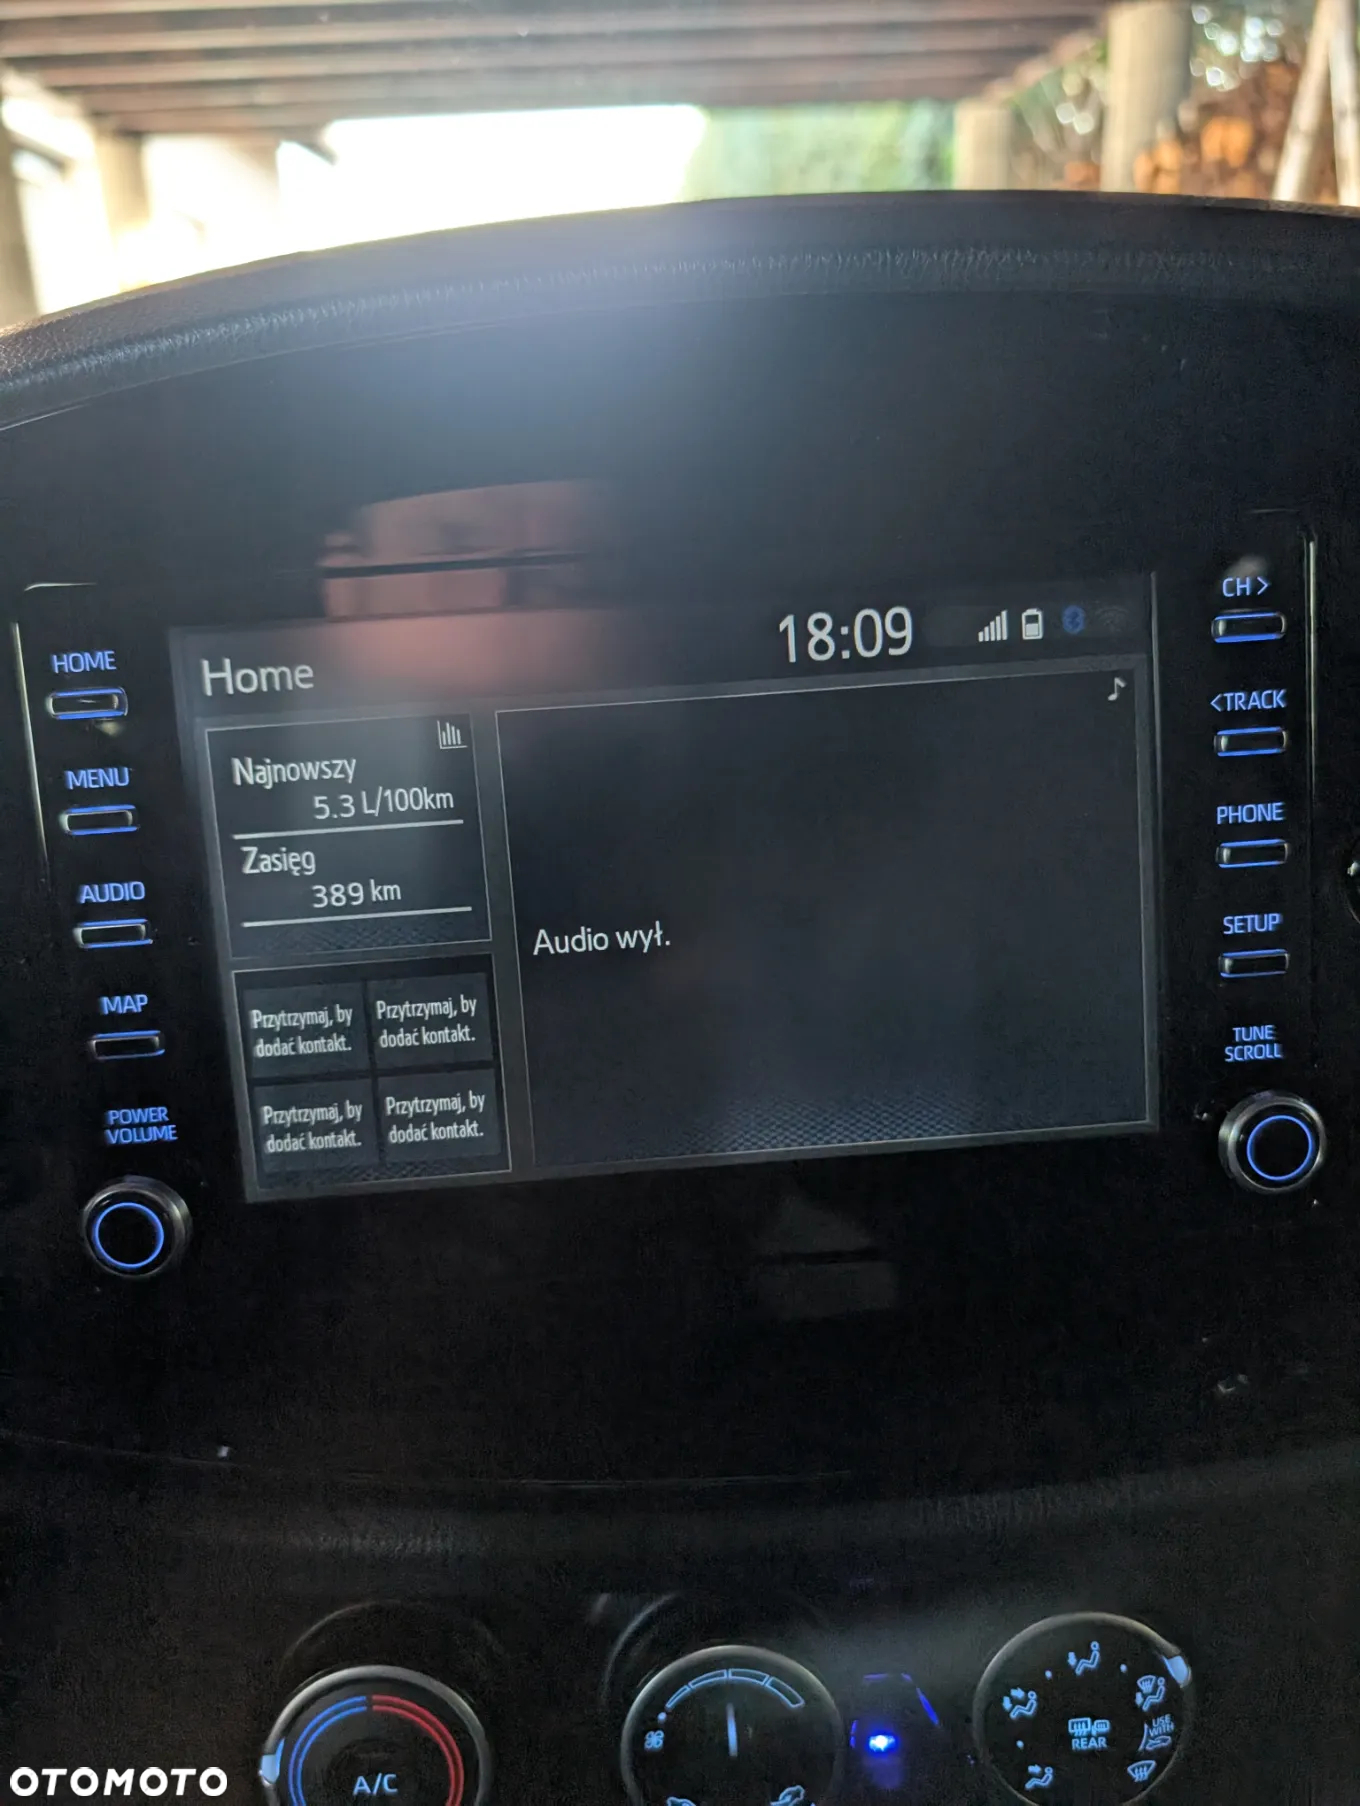 CH>
18:09
HOME
Home
<TRACK
Najnowszy
5.3 L/100km
MENU
PHONE
Zasięg
389 km
AUDIO
Audio wył.
SETUP
MAP
Przytrzymaj, by
dodać kontakt.
Przytrzymaj, by
dodać kontakt.
TUNE
SCROLL
POWER
VOLUME
Przytrzymaj, by
dodać kontakt.
Przytrzymaj, by
dodać kontakt.
A/C
REAR
USE
WITH
OTOMOTO